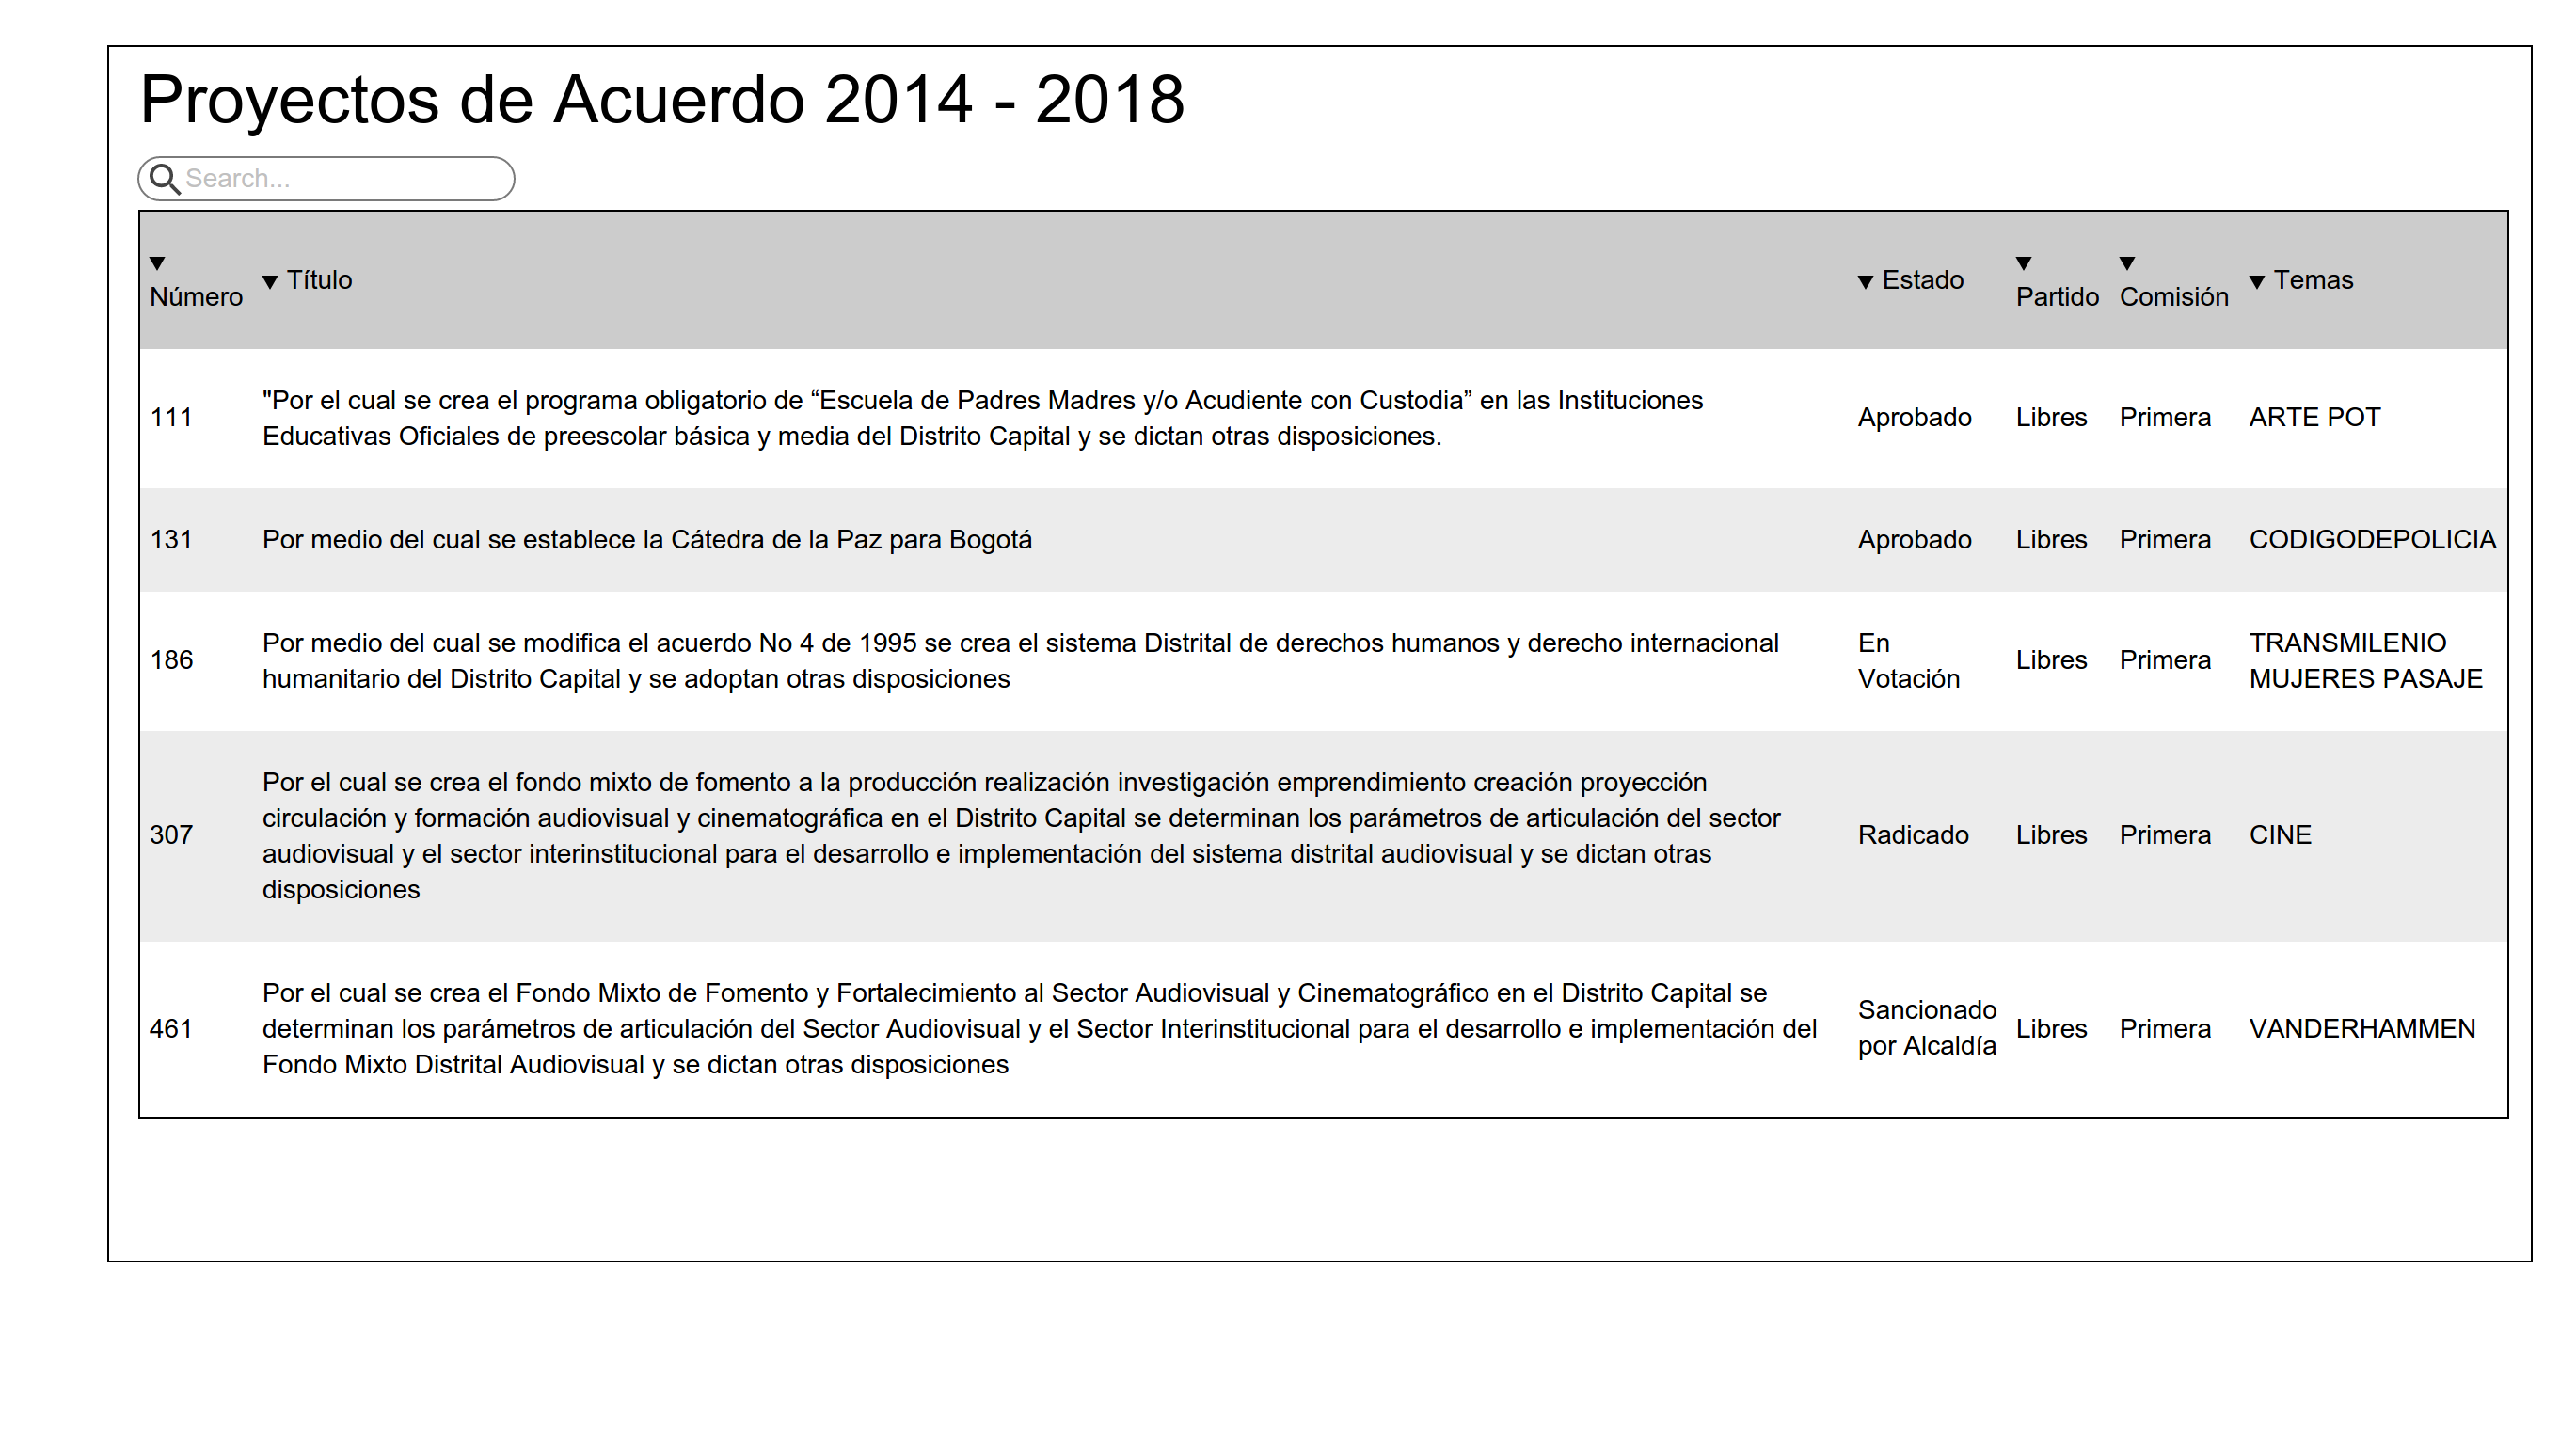 Proyectos de Acuerdo 2014 - 2018
Search...
▼ Número ▼ Título ▼ Estado ▼ Partido ▼ Comisión ▼ Temas
111
"Por el cual se crea el programa obligatorio de “Escuela de Padres Madres y/o Acudiente con Custodia” en las Instituciones
Educativas Oficiales de preescolar básica y media del Distrito Capital y se dictan otras disposiciones.
Aprobado
Libres
Primera
ARTE POT
131
Por medio del cual se establece la Cátedra de la Paz para Bogotá
Aprobado
Libres
Primera
CODIGODEPOLICIA
186
Por medio del cual se modifica el acuerdo No 4 de 1995 se crea el sistema Distrital de derechos humanos y derecho internacional
humanitario del Distrito Capital y se adoptan otras disposiciones
En
Votación
Libres
Primera
TRANSMILENIO
MUJERES PASAJE
307
Por el cual se crea el fondo mixto de fomento a la producción realización investigación emprendimiento creación proyección
circulación y formación audiovisual y cinematográfica en el Distrito Capital se determinan los parámetros de articulación del sector
audiovisual y el sector interinstitucional para el desarrollo e implementación del sistema distrital audiovisual y se dictan otras
disposiciones
Radicado
Libres
Primera
CINE
461
Por el cual se crea el Fondo Mixto de Fomento y Fortalecimiento al Sector Audiovisual y Cinematográfico en el Distrito Capital se
determinan los parámetros de articulación del Sector Audiovisual y el Sector Interinstitucional para el desarrollo e implementación del
Fondo Mixto Distrital Audiovisual y se dictan otras disposiciones
Sancionado
por Alcaldía
Libres
Primera
VANDERHAMMEN